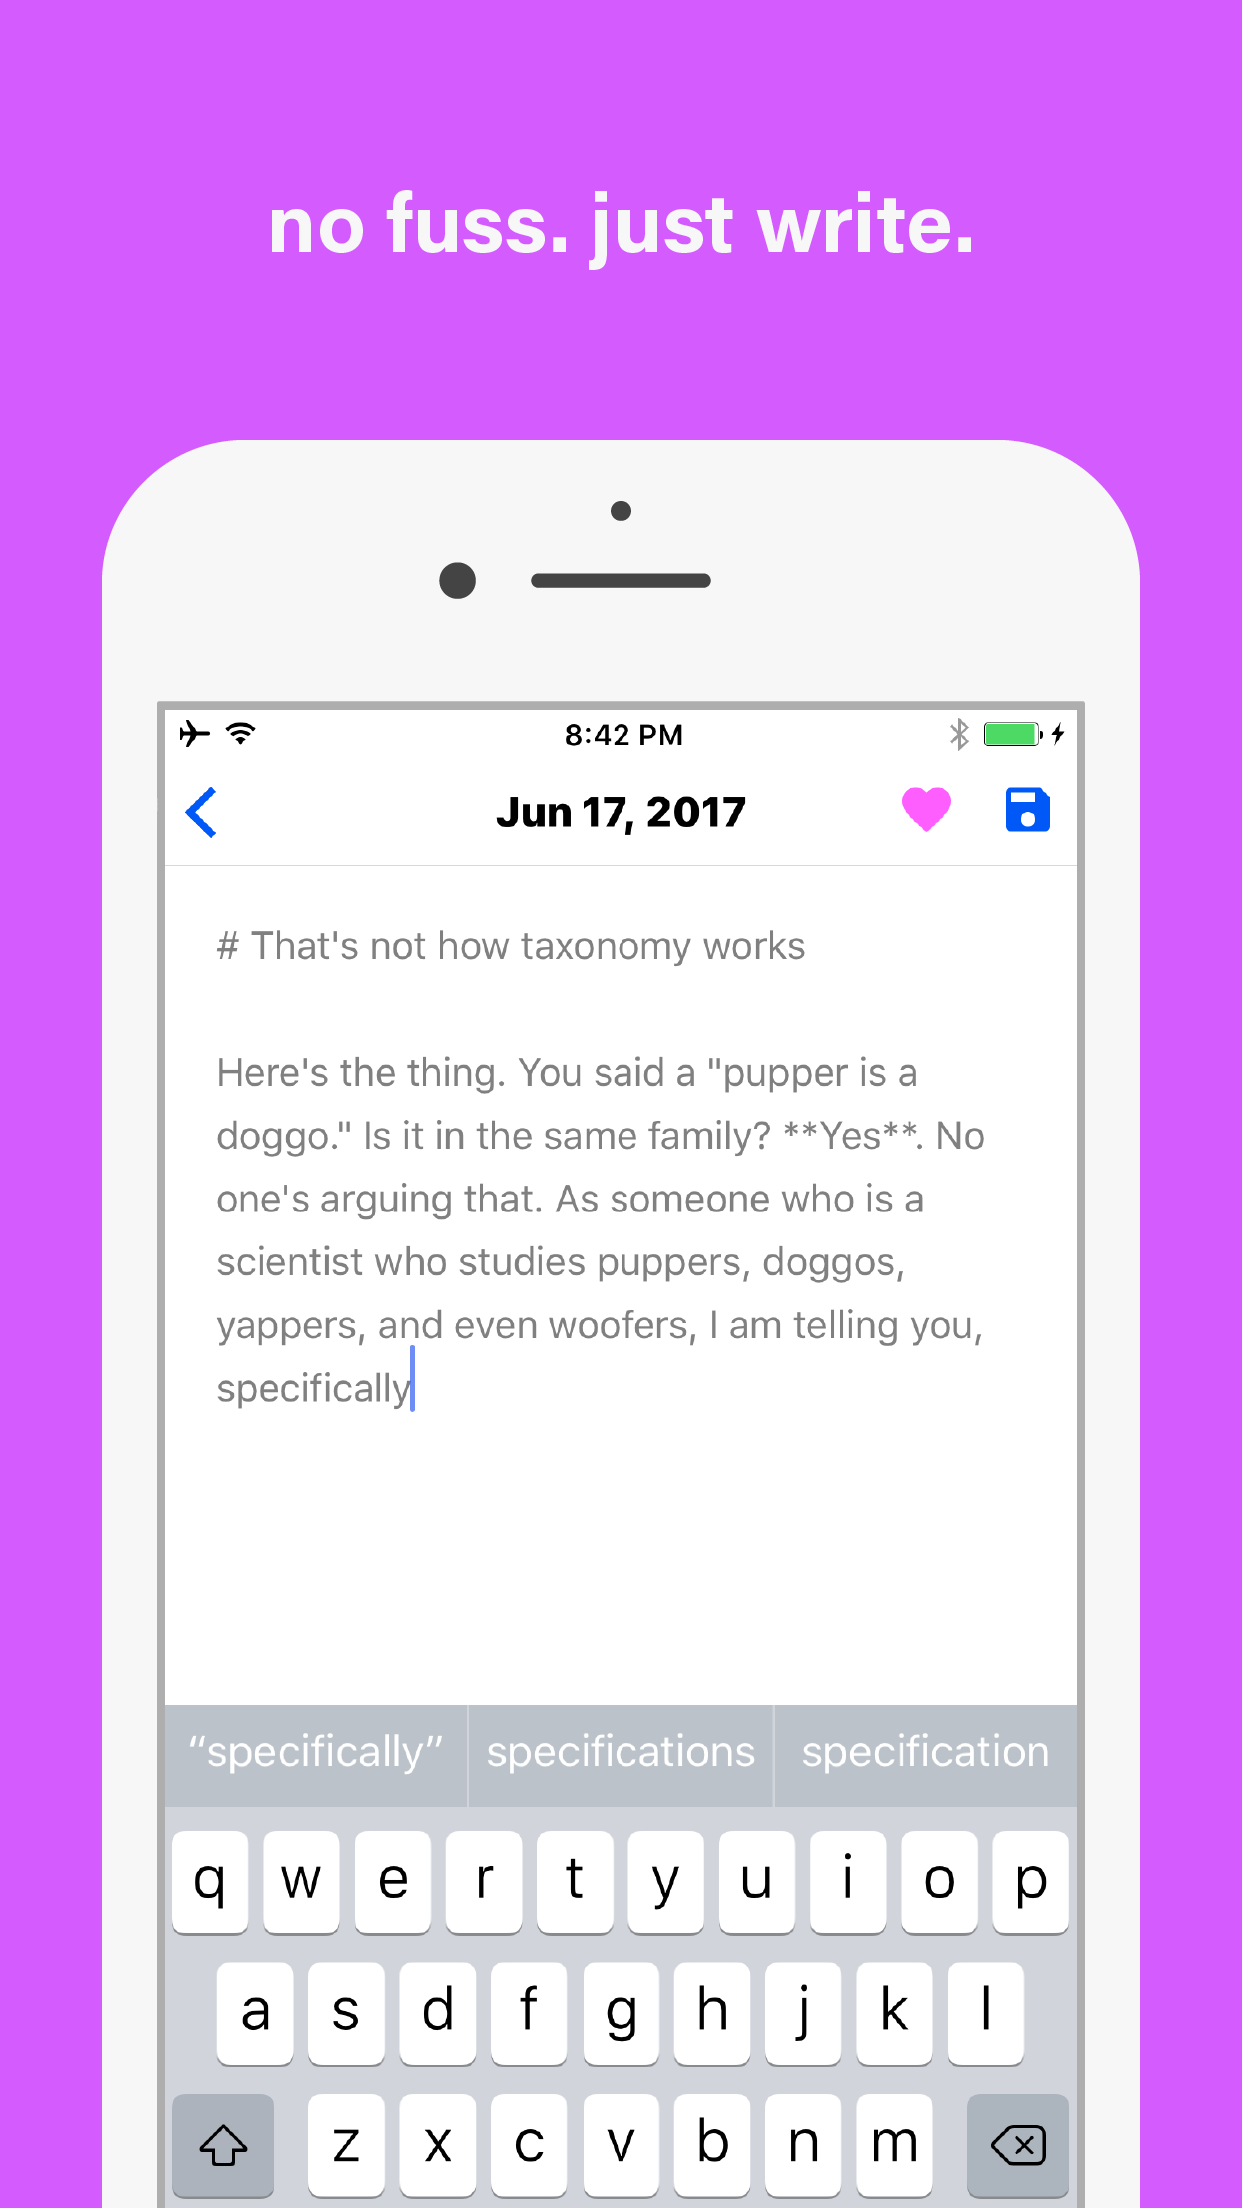 no fuss. just write.
8:42 PM
Jun 17, 2017
# That's not how taxonomy works
Here's the thing. You said a "pupper is a
doggo." Is it in the same family? **Yes**. No
one's arguing that. As someone who is a
scientist who studies puppers, doggos,
yappers, and even woofers, I am telling you,
specifically
“specifically” specifications specification
q w e r t y u i o p
a s d f g h j k l
z x c v b n m